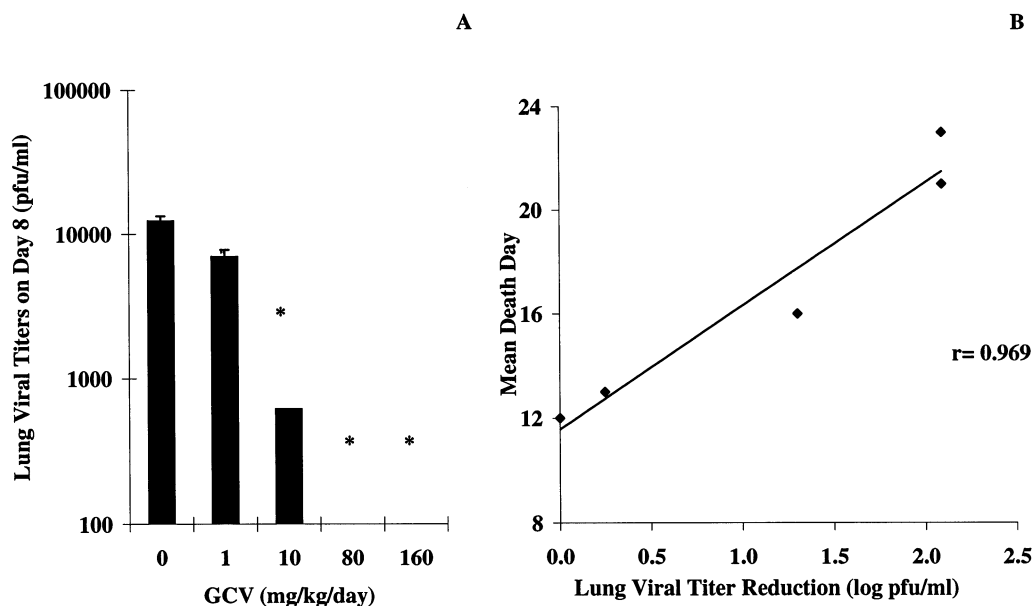 A
Lung Viral Titers on Day 8 (pfu/ml)
100000
10000
1000
100
*
*
*
0 1 10 80 160
GCV (mg/kg/day)
B
Mean Death Day
24
20
16
12
8
r= 0.969
0.0 0.5 1.0 1.5 2.0 2.5
Lung Viral Titer Reduction (log pfu/ml)